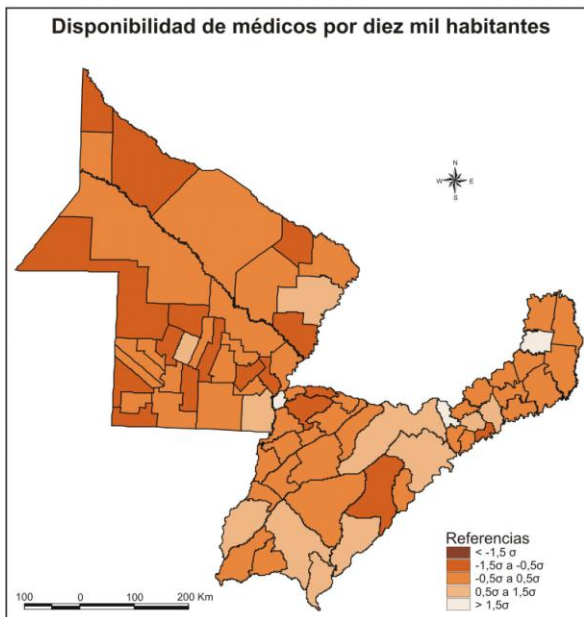 Disponibilidad de médicos por diez mil habitantes
N
W E
S
Referencias
< -1,5 σ
-1,5σ a -0,5σ
-0,5σ a 0,5σ
0,5σ a 1,5σ
> 1,5σ
100 0 100 200 Km